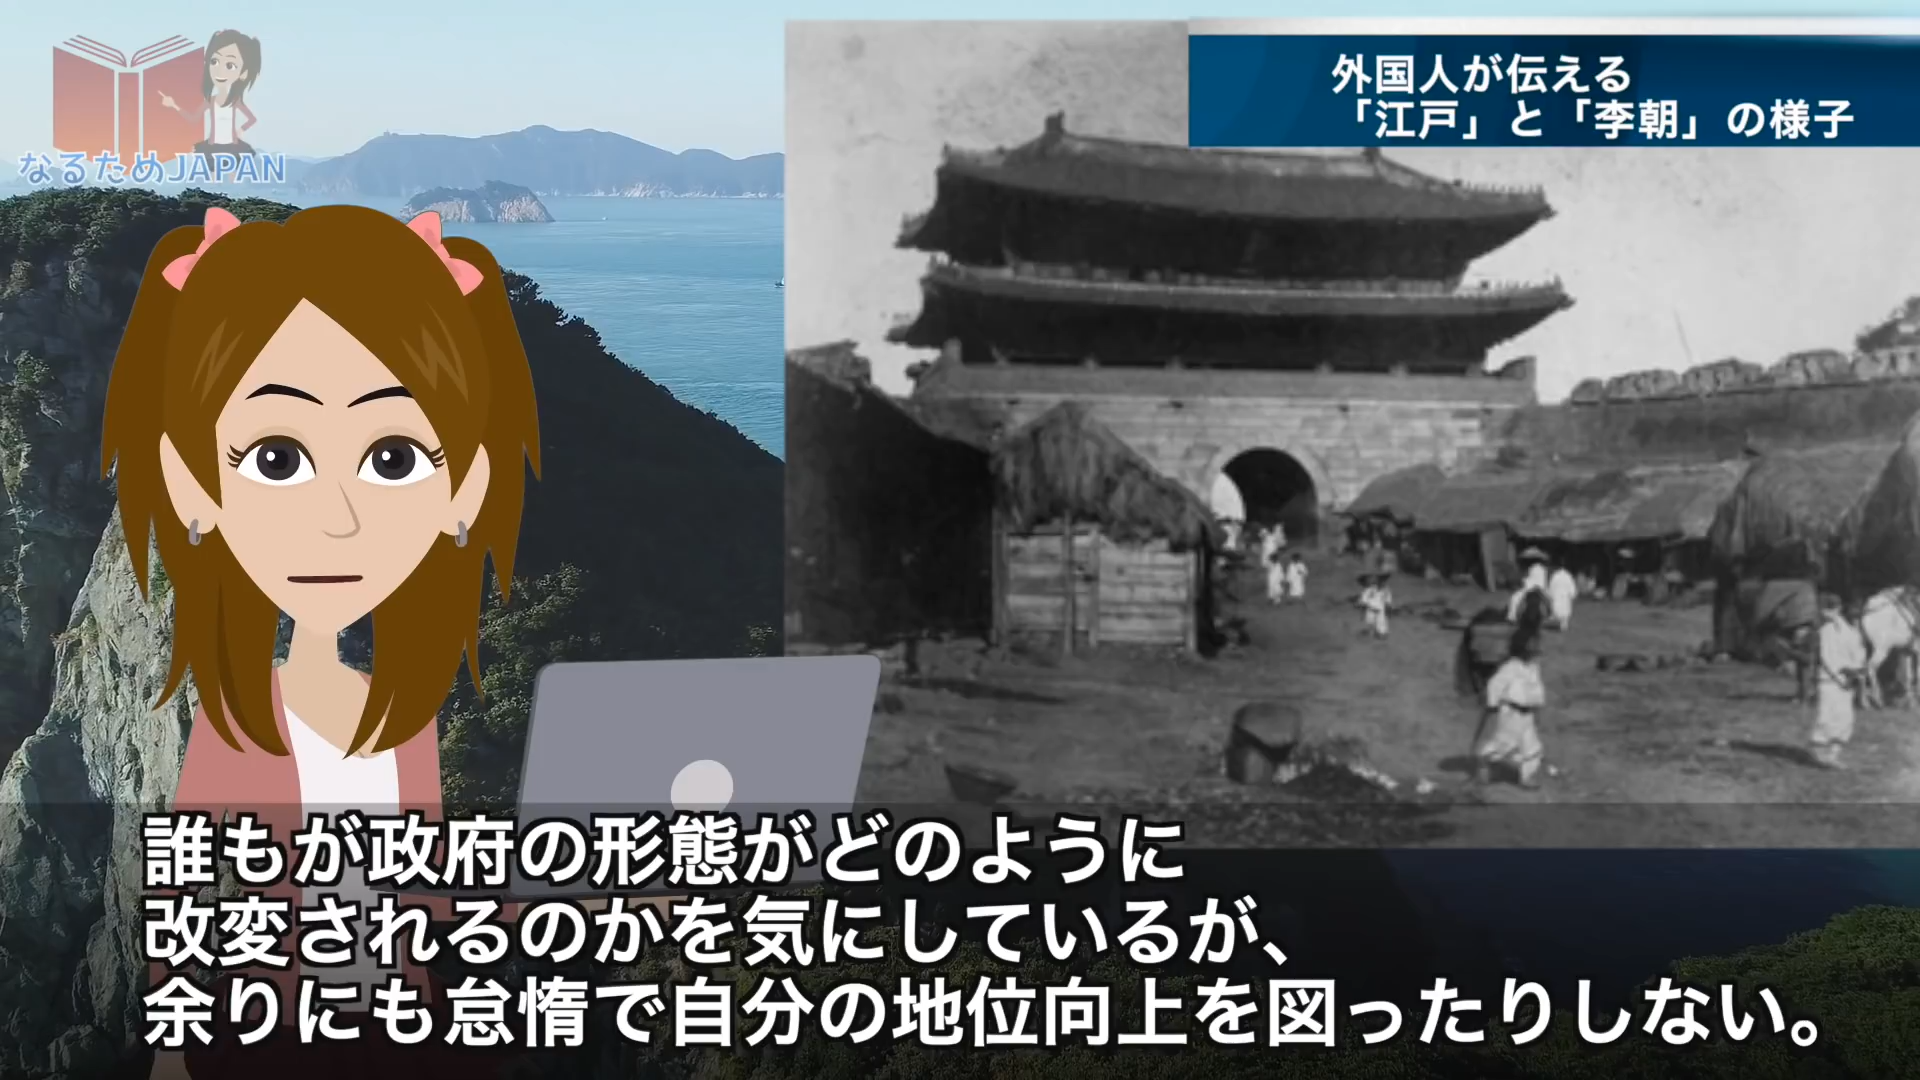 なるためJAPAN
外国人が伝える
「江戸」と「李朝」の様子
誰もが政府の形態がどのように
改変されるのかを気にしているが、
余りにも怠惰で自分の地位向上を図ったりしない。